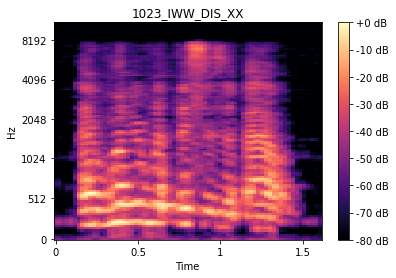 1023_IWW_DIS_XX
8192
4096
2048
1024
512
0
Hz
0
0.5
1
1.5
Time
+0 dB
-10 dB
-20 dB
-30 dB
-40 dB
-50 dB
-60 dB
-70 dB
-80 dB